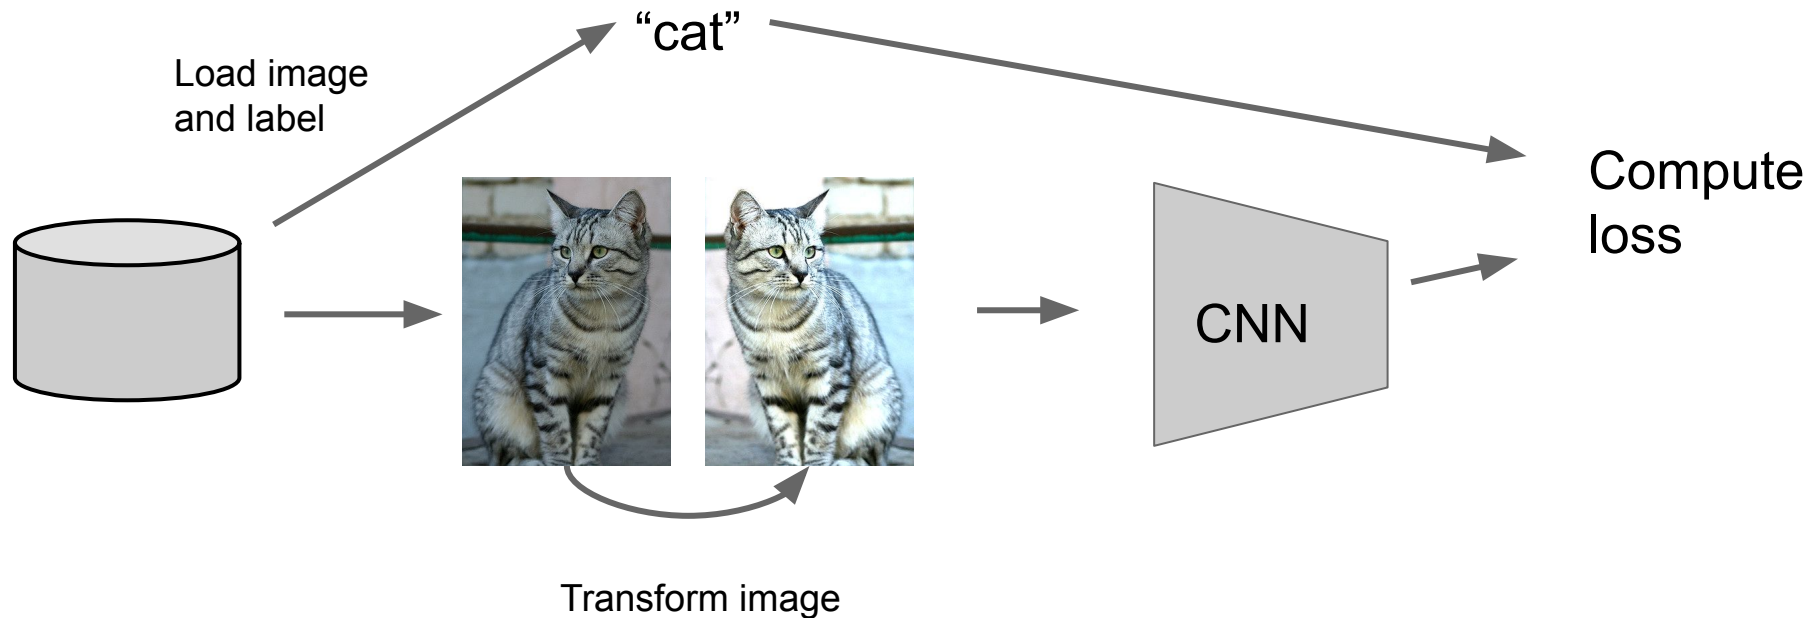 “cat”
Load image
and label
Compute
loss
CNN
Transform image